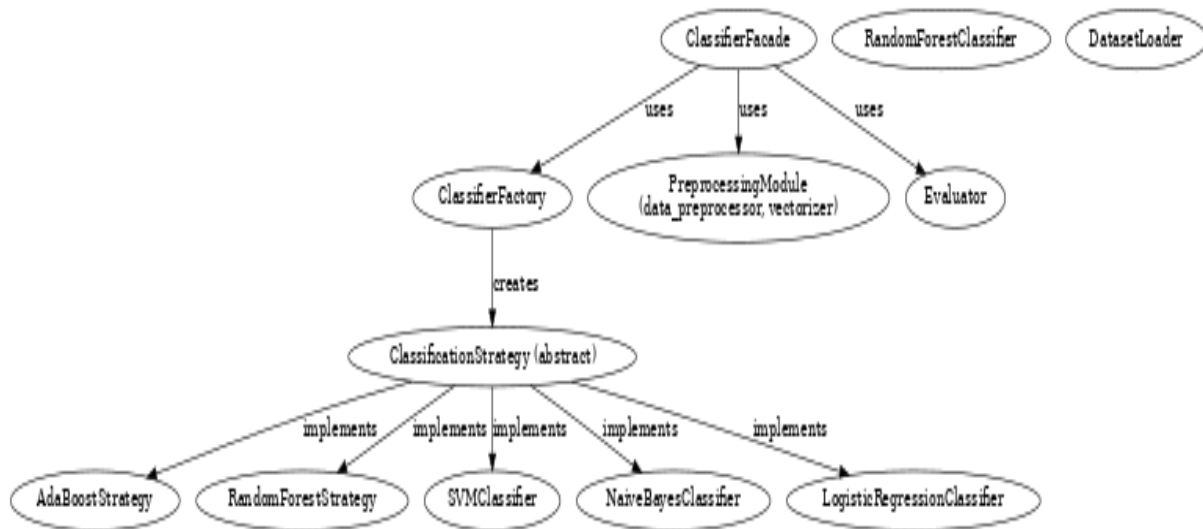 ClassifierFacade
RandomForestClassifier
DatasetLoader
uses
uses
uses
ClassifierFactory
PreprocessingModule
(data_preprocessor, vectorizer)
Evaluator
creates
ClassificationStrategy (abstract)
implements
implements
implements
implements
implements
AdaBoostStrategy
RandomForestStrategy
SVMClassifier
NaiveBayesClassifier
LogisticRegressionClassifier